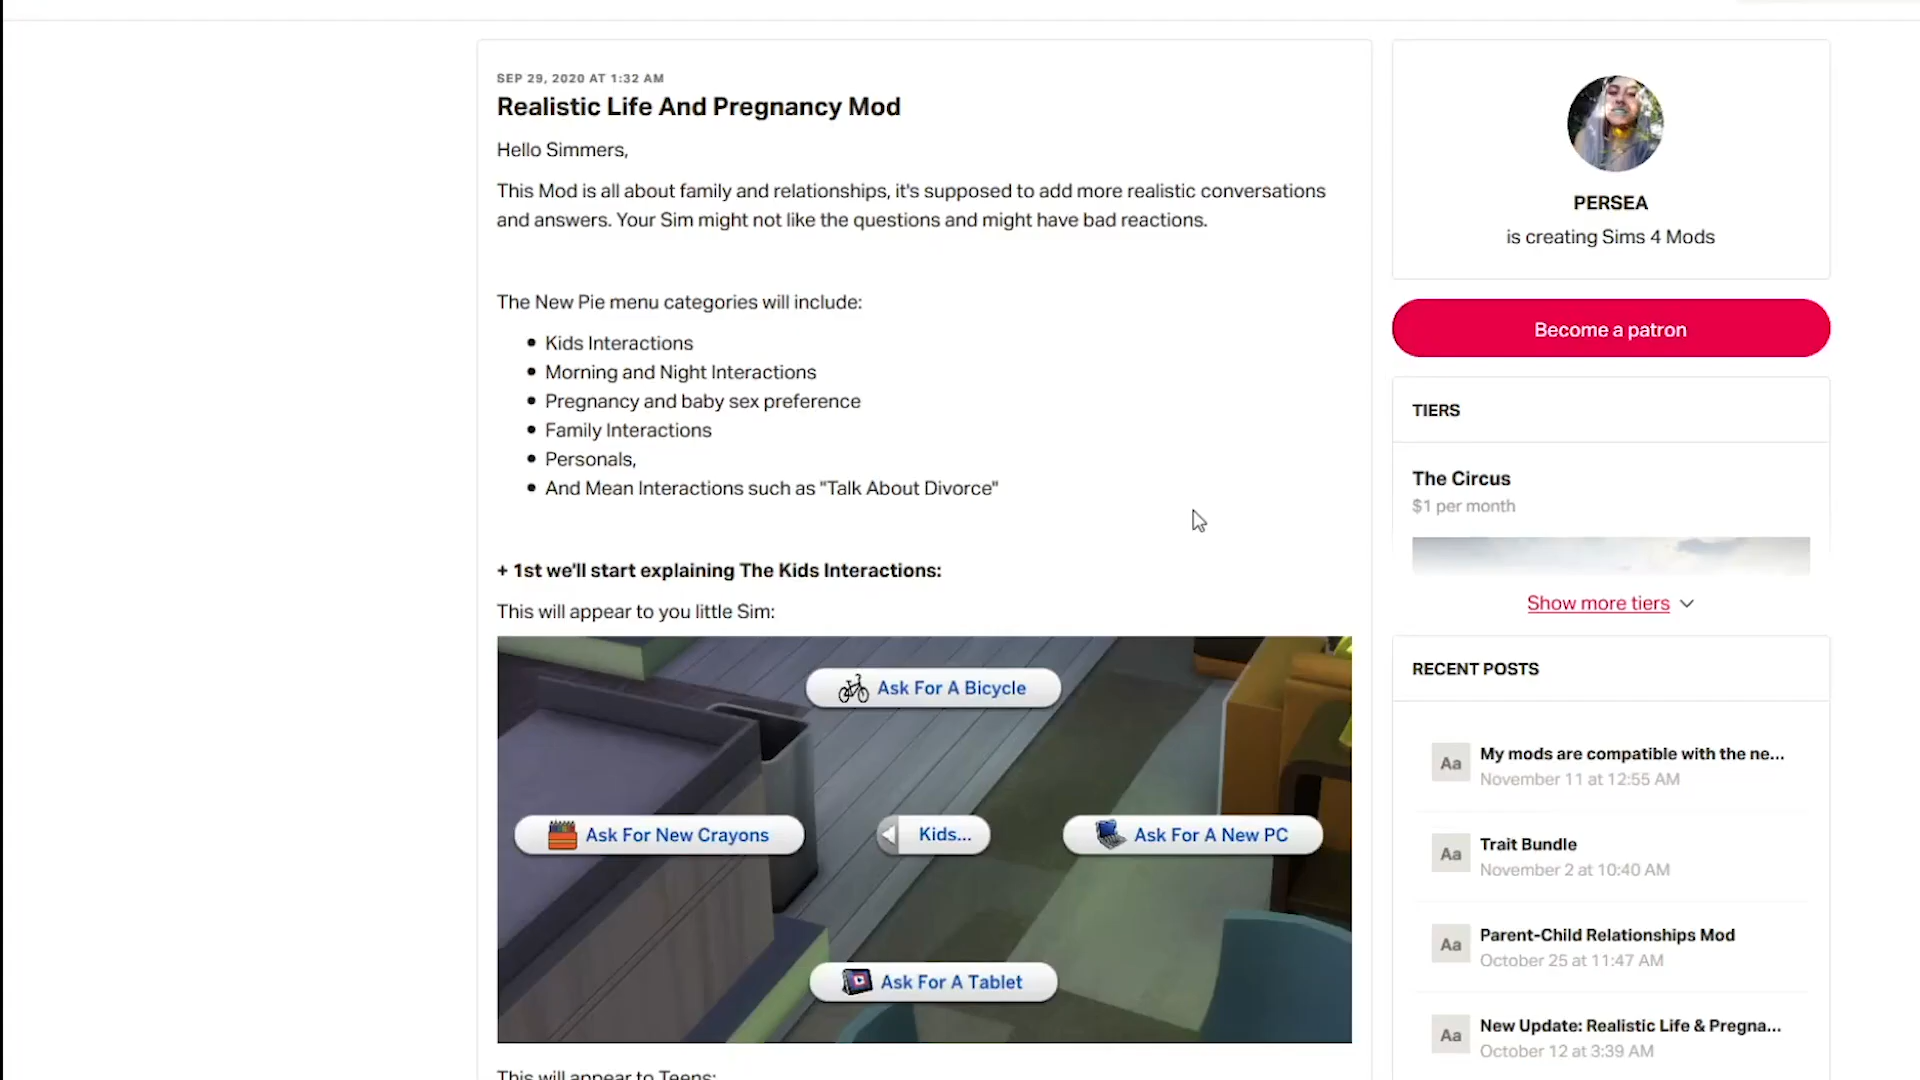 SEP 29, 2020 AT 1:32 AM
Realistic Life And Pregnancy Mod
Hello Simmers,
This Mod is all about family and relationships, it's supposed to add more realistic conversations
and answers. Your Sim might not like the questions and might have bad reactions.
The New Pie menu categories will include:
Kids Interactions
Morning and Night Interactions
Pregnancy and baby sex preference
Family Interactions
Personals,
And Mean Interactions such as "Talk About Divorce"
+ 1st we'll start explaining The Kids Interactions:
This will appear to you little Sim:
Ask For A Bicycle
Ask For New Crayons
Kids...
Ask For A New PC
Ask For A Tablet
This will appear to Teens:
PERSEA
is creating Sims 4 Mods
Become a patron
TIERS
The Circus
$1 per month
Show more tiers
RECENT POSTS
Aa
My mods are compatible with the ne...
November 11 at 12:55 AM
Aa
Trait Bundle
November 2 at 10:40 AM
Aa
Parent-Child Relationships Mod
October 25 at 11:47 AM
Aa
New Update: Realistic Life & Pregna...
October 12 at 3:39 AM